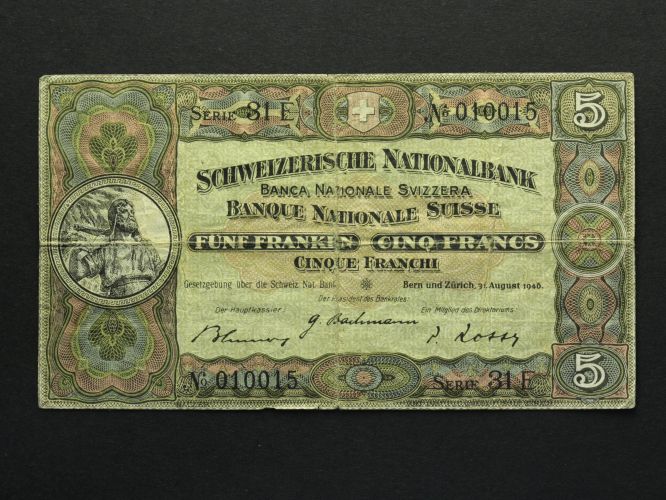 SERIE 31 E № 010015 5
SCHWEIZERISCHE NATIONALBANK
BANCA NAZIONALE SVIZZERA
BANQUE NATIONALE SUISSE
FÜNF FRANKEN CINQ FRANCS
CINQUE FRANCHI
Gesetzgebung über die Schweiz. Nat. Bank Bern und Zürich, 31. August 1946.
Der Präsident des Bankrates:
Der Hauptkassier: Ein Mitglied des Direktoriums:
Blumer G. Bachmann P. Rossy
№ 010015 SERIE 31 E 5